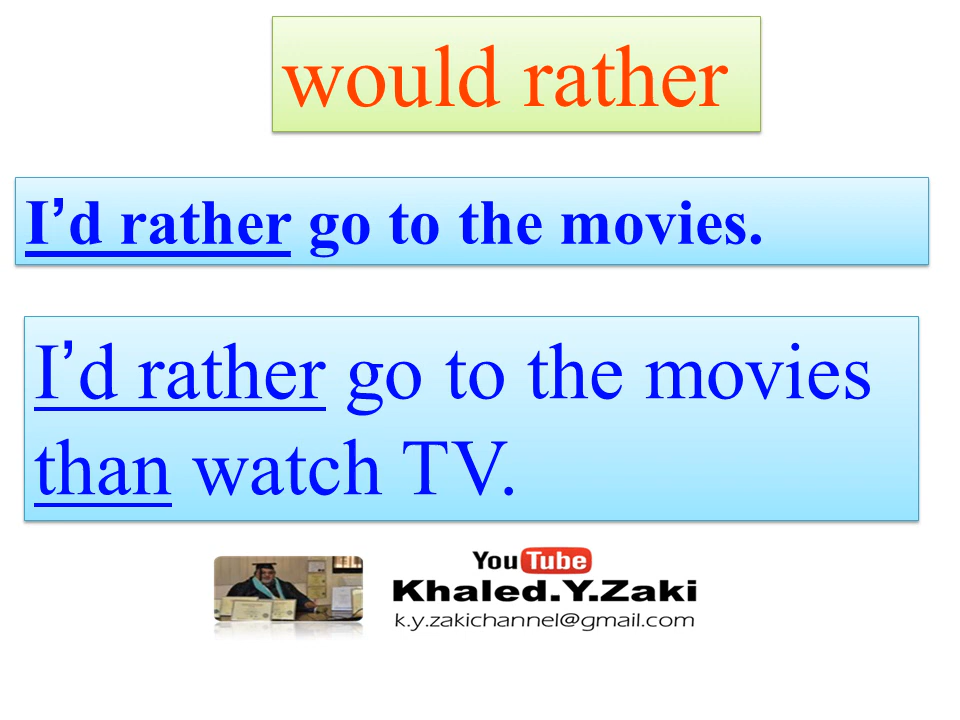 would rather
I’d rather go to the movies.
I’d rather go to the movies
than watch TV.
YouTube
Khaled.Y.Zaki
k.y.zakichannel@gmail.com